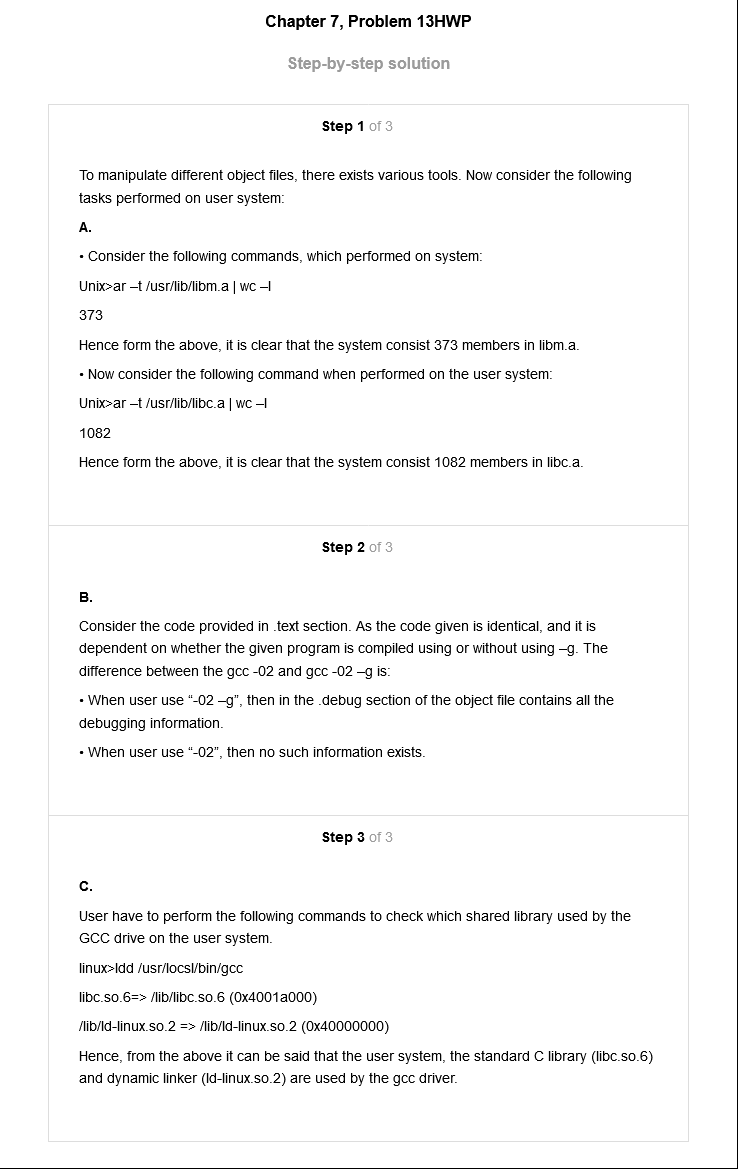 Chapter 7, Problem 13HWP
Step-by-step solution
Step 1 of 3
To manipulate different object files, there exists various tools. Now consider the following
tasks performed on user system:
A.
• Consider the following commands, which performed on system:
Unix>ar –t /usr/lib/libm.a | wc –l
373
Hence form the above, it is clear that the system consist 373 members in libm.a.
• Now consider the following command when performed on the user system:
Unix>ar –t /usr/lib/libc.a | wc –l
1082
Hence form the above, it is clear that the system consist 1082 members in libc.a.
Step 2 of 3
B.
Consider the code provided in .text section. As the code given is identical, and it is
dependent on whether the given program is compiled using or without using –g. The
difference between the gcc -02 and gcc -02 –g is:
• When user use “-02 –g”, then in the .debug section of the object file contains all the
debugging information.
• When user use “-02”, then no such information exists.
Step 3 of 3
C.
User have to perform the following commands to check which shared library used by the
GCC drive on the user system.
linux>ldd /usr/locsl/bin/gcc
libc.so.6=> /lib/libc.so.6 (0x4001a000)
/lib/ld-linux.so.2 => /lib/ld-linux.so.2 (0x40000000)
Hence, from the above it can be said that the user system, the standard C library (libc.so.6)
and dynamic linker (ld-linux.so.2) are used by the gcc driver.